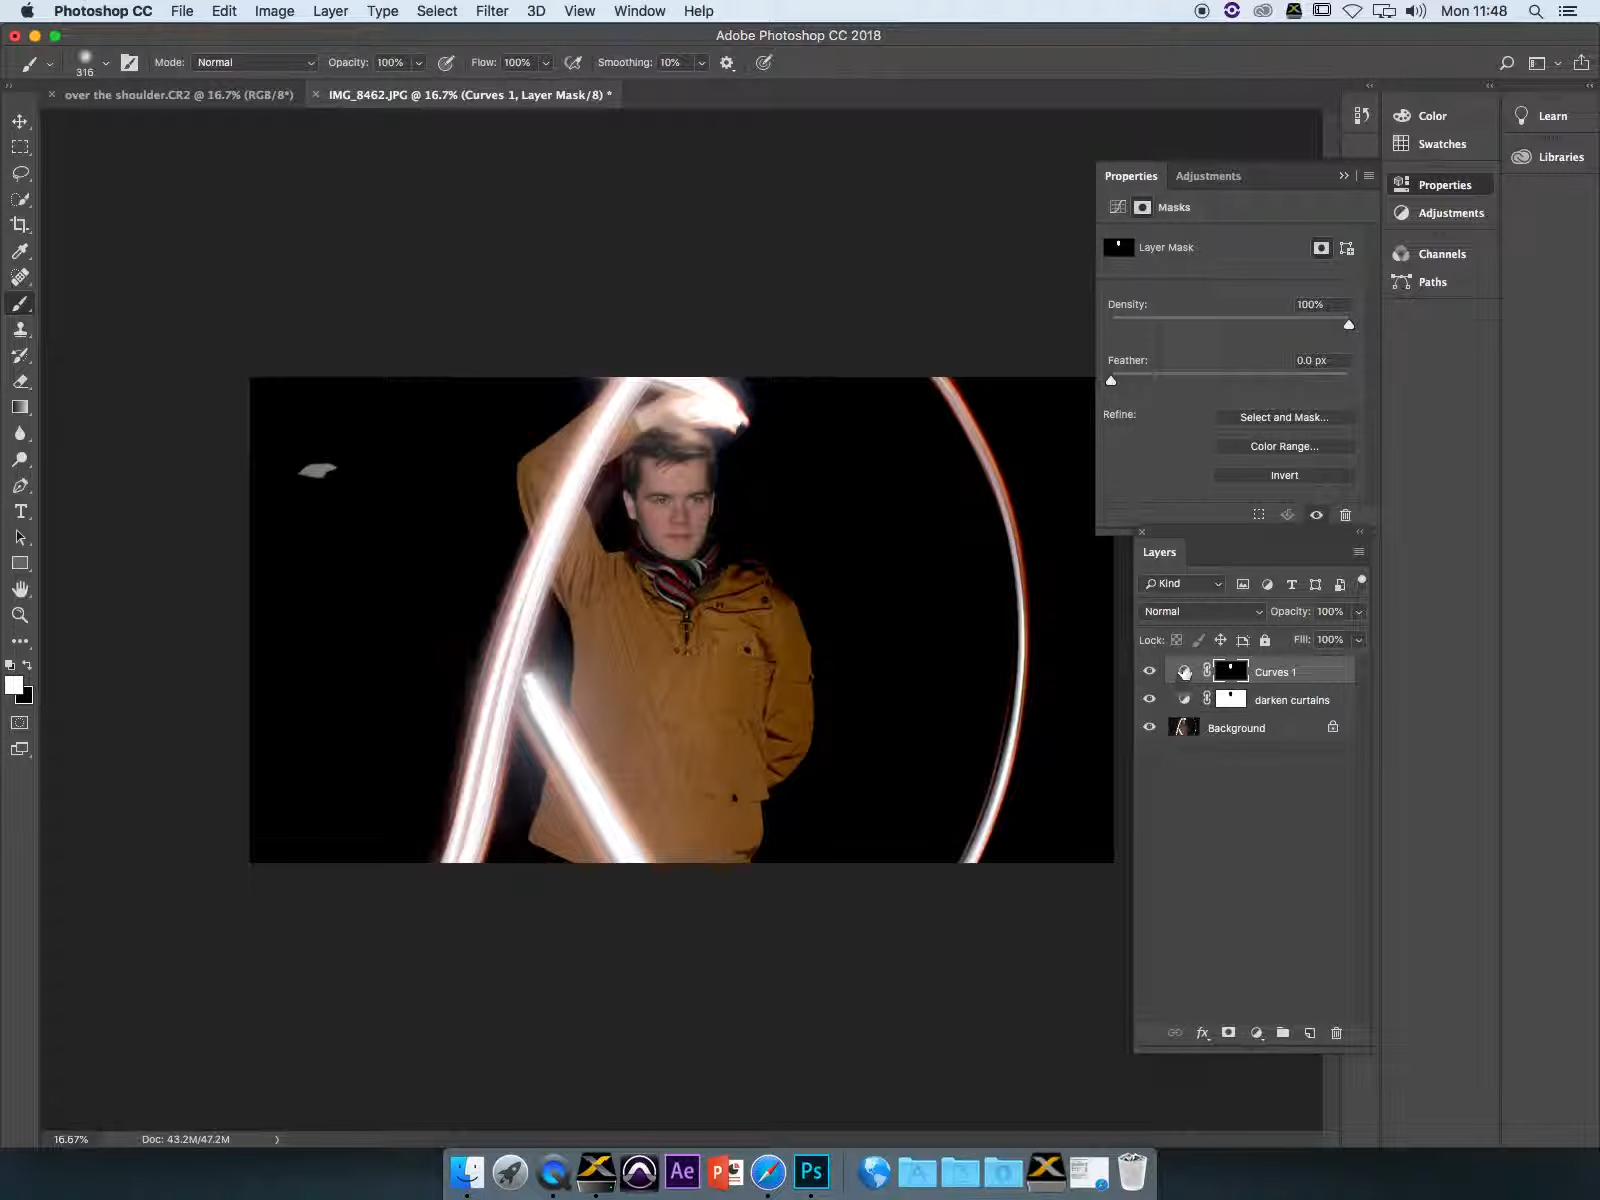 Photoshop CC File Edit Image Layer Type Select Filter 3D View Window Help Mon 11:48
Adobe Photoshop CC 2018
316 Mode: Normal Opacity: 100% Flow: 100% Smoothing: 10%
over the shoulder.CR2 @ 16.7% (RGB/8*) IMG_8462.JPG @ 16.7% (Curves 1, Layer Mask/8) *
Color
Swatches
Properties
Adjustments
Channels
Paths
Learn
Libraries
Properties Adjustments
Masks
Layer Mask
Density: 100%
Feather: 0.0 px
Refine: Select and Mask...
Color Range...
Invert
Layers
Kind
Normal Opacity: 100%
Lock: Fill: 100%
Curves 1
darken curtains
Background
fx
16.67% Doc: 43.2M/47.2M
Ae P Ps